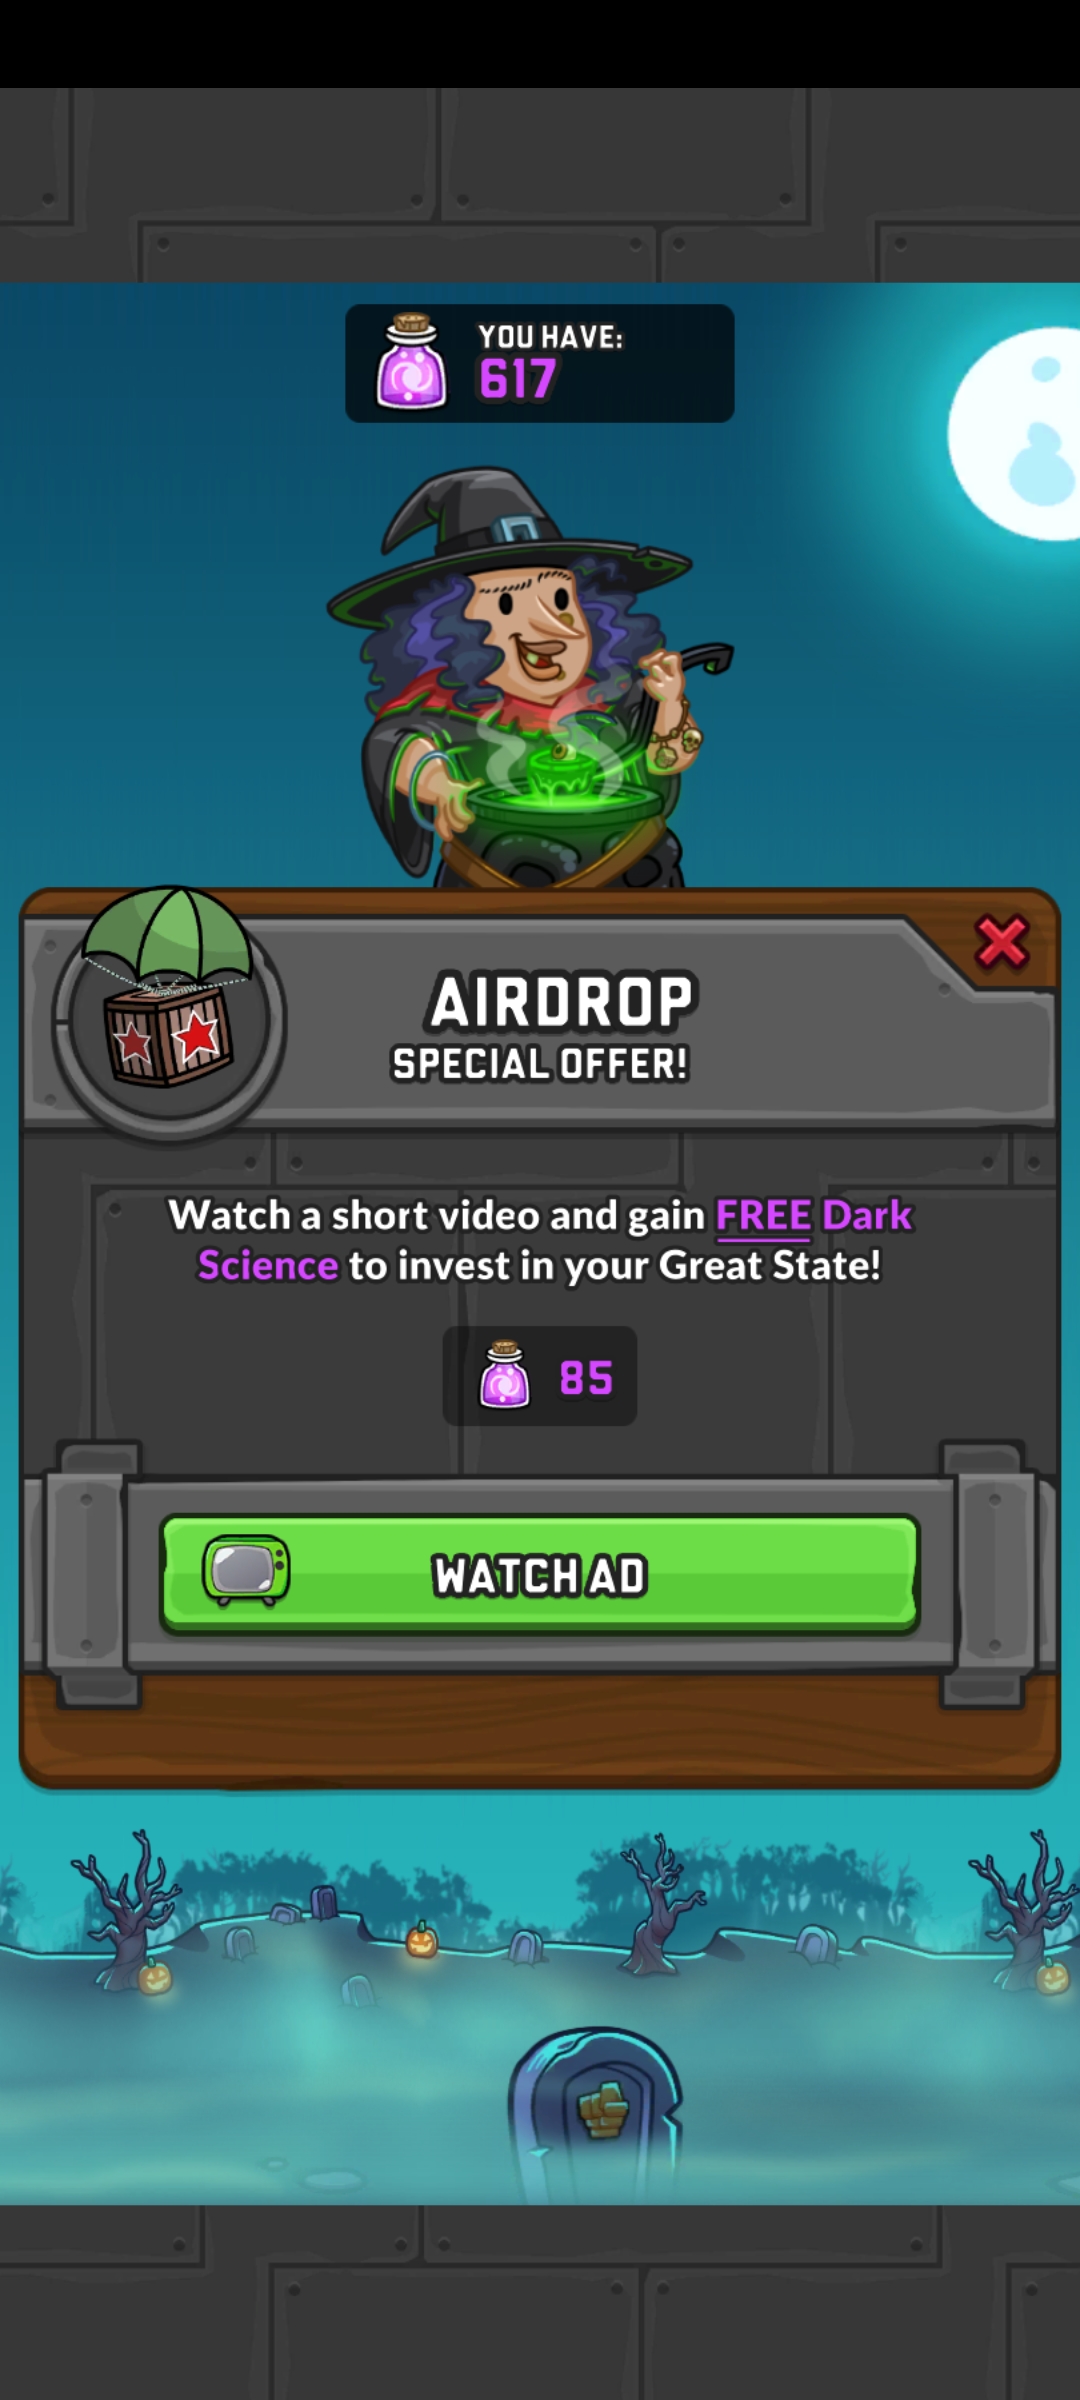 YOU HAVE:
617
AIRDROP
SPECIAL OFFER!
Watch a short video and gain FREE Dark
Science to invest in your Great State!
85
WATCH AD